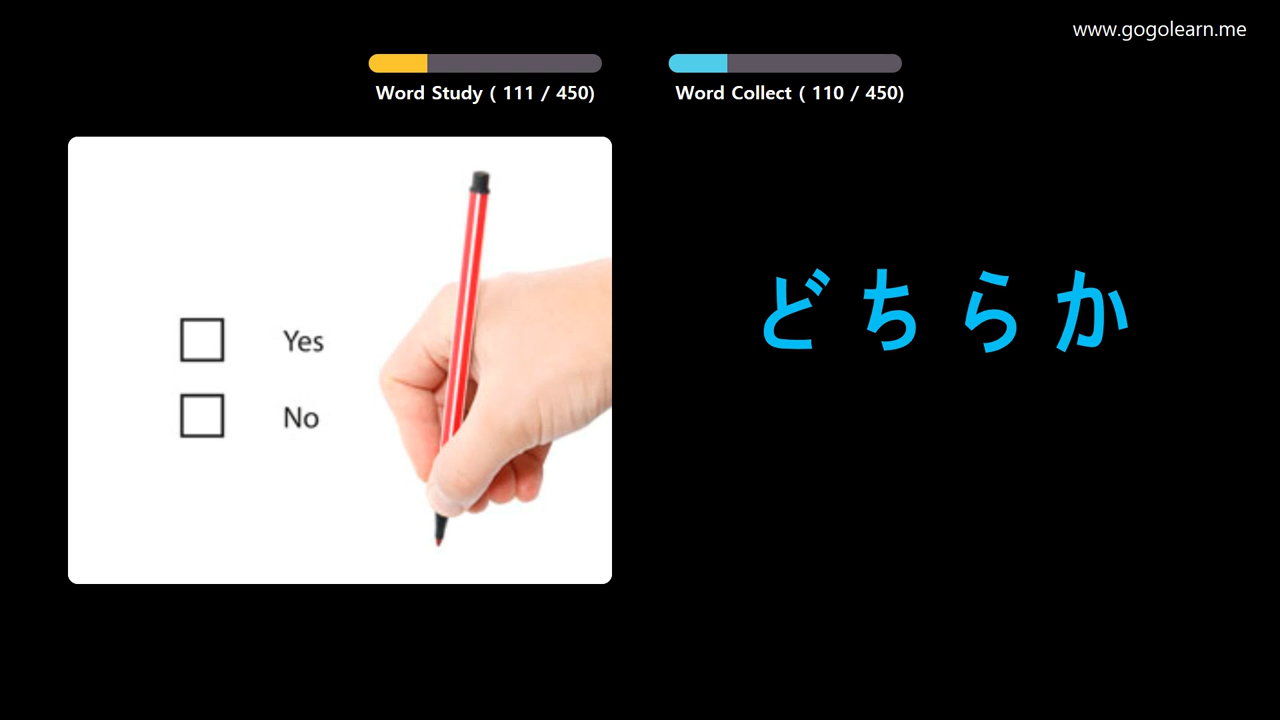 www.gogolearn.me
Word Study ( 111 / 450)
Word Collect ( 110 / 450)
Yes
No
どちらか